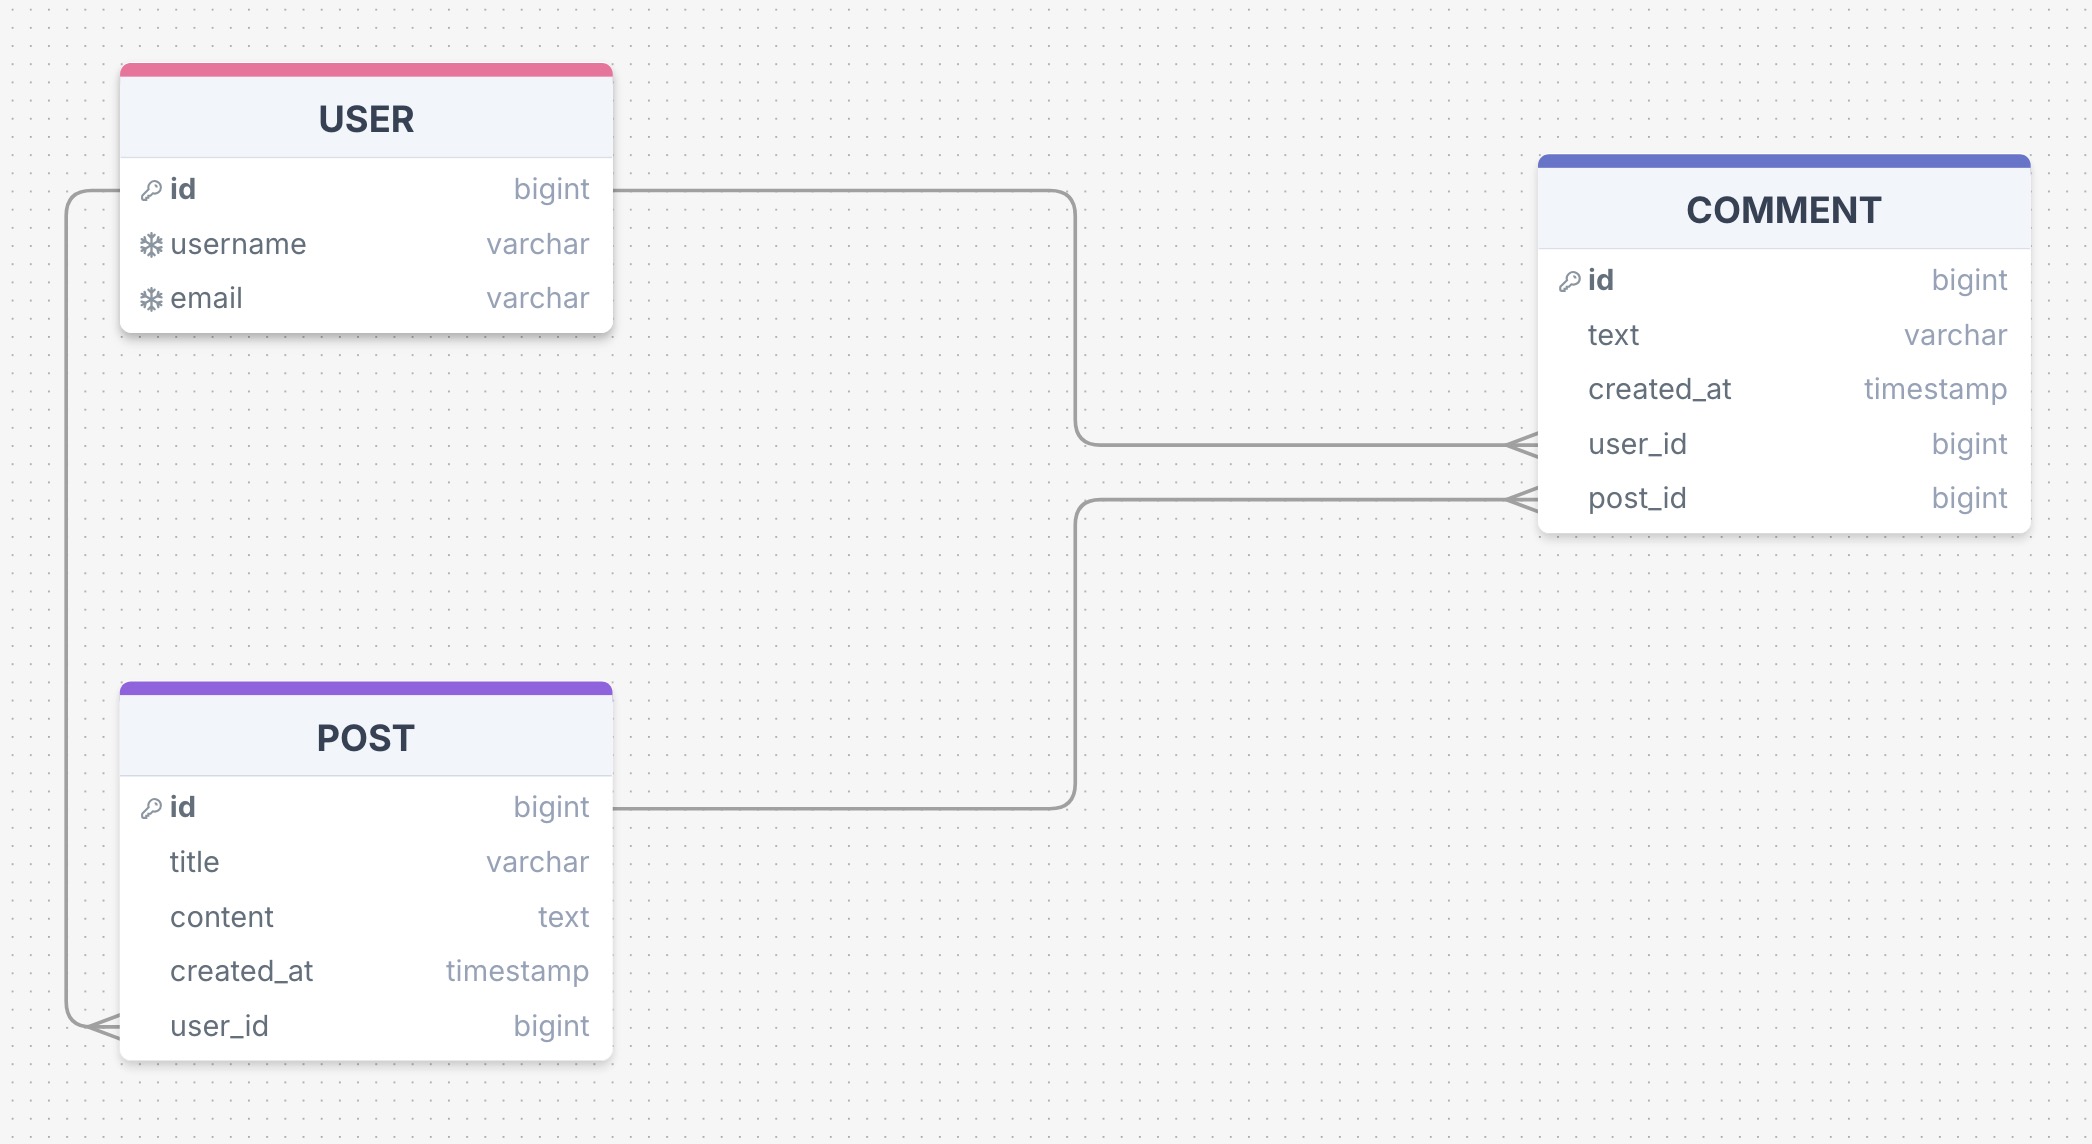 USER
id bigint
username varchar
email varchar
COMMENT
id bigint
text varchar
created_at timestamp
user_id bigint
post_id bigint
POST
id bigint
title varchar
content text
created_at timestamp
user_id bigint